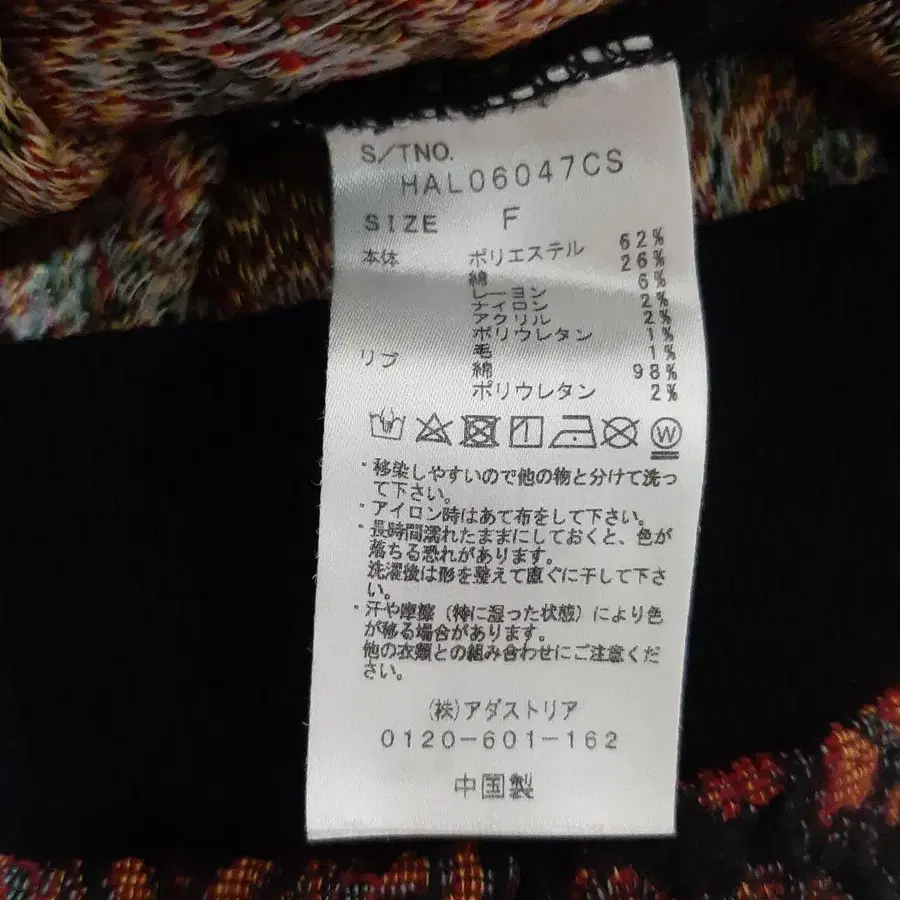 S/TNO.
HAL06047CS
SIZE F
本体 ポリエステル 62%
綿 26%
レーヨン 6%
ナイロン 2%
アクリル 2%
ポリウレタン 1%
毛 1%
リブ 綿 98%
ポリウレタン 2%
W
・移染しやすいので他の物と分けて洗っ
て下さい。
・アイロン時はあて布をして下さい。
・長時間濡れたままにしておくと、色が
落ちる恐れがあります。
洗濯後は形を整えて直ぐに干して下さ
い。
・汗や摩擦（特に湿った状態）により色
が移る場合があります。
他の衣類との組み合わせにご注意くだ
さい。
(株)アダストリア
0120-601-162
中国製